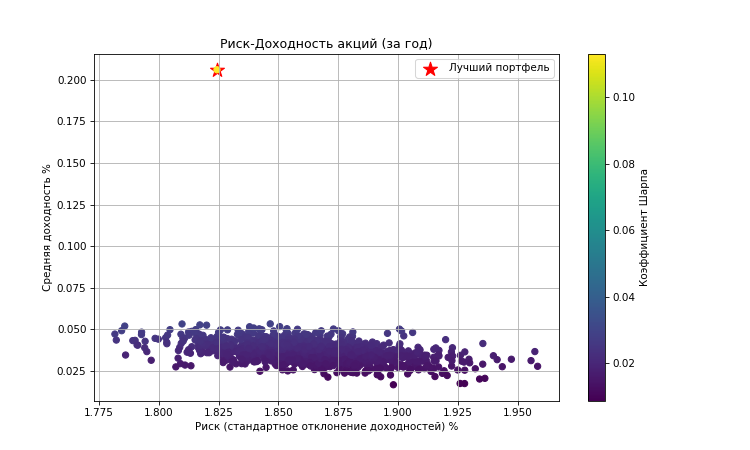 Риск-Доходность акций (за год)
Лучший портфель
Средняя доходность %
0.200
0.175
0.150
0.125
0.100
0.075
0.050
0.025
1.775 1.800 1.825 1.850 1.875 1.900 1.925 1.950
Риск (стандартное отклонение доходностей) %
0.10
0.08
0.06
0.04
0.02
Коэффициент Шарпа